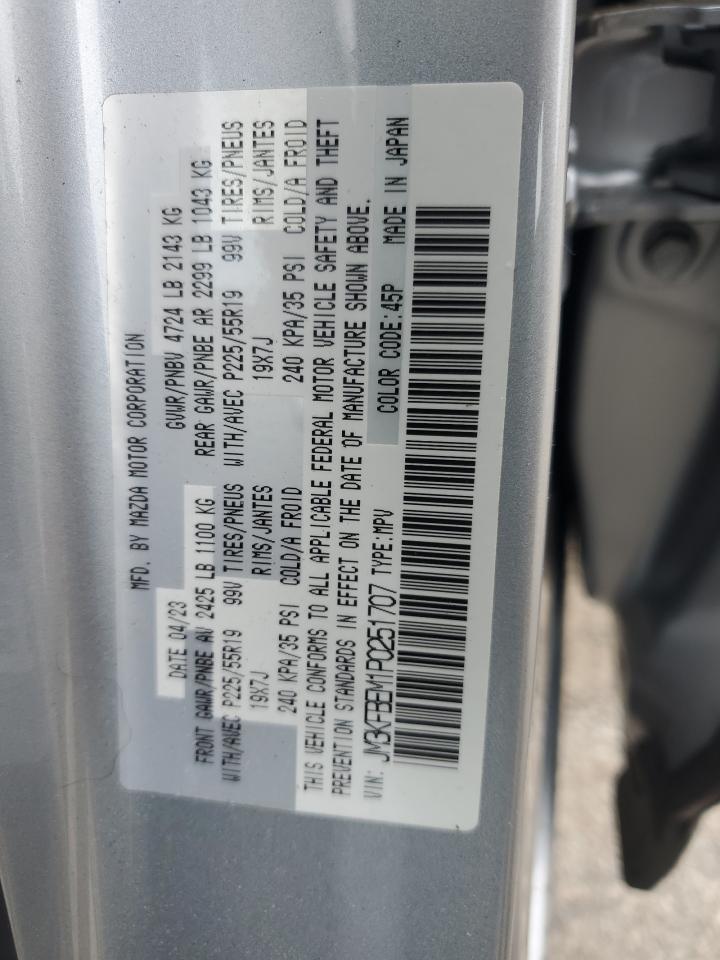 MFD. BY MAZDA MOTOR CORPORATION
DATE 04/23 GVWR/PNBV 4724 LB 2143 KG
FRONT GAWR/PNBE AV 2425 LB 1100 KG REAR GAWR/PNBE AR 2299 LB 1043 KG
WITH/AVEC P225/55R19 99V TIRES/PNEUS WITH/AVEC P225/55R19 99V TIRES/PNEUS
19X7J RIMS/JANTES 19X7J RIMS/JANTES
240 KPA/35 PSI COLD/A FROID 240 KPA/35 PSI COLD/A FROID
THIS VEHICLE CONFORMS TO ALL APPLICABLE FEDERAL MOTOR VEHICLE SAFETY AND THEFT
PREVENTION STANDARDS IN EFFECT ON THE DATE OF MANUFACTURE SHOWN ABOVE.
VIN: JM3KFBEM1P0251707 TYPE:MPV COLOR CODE:45P MADE IN JAPAN